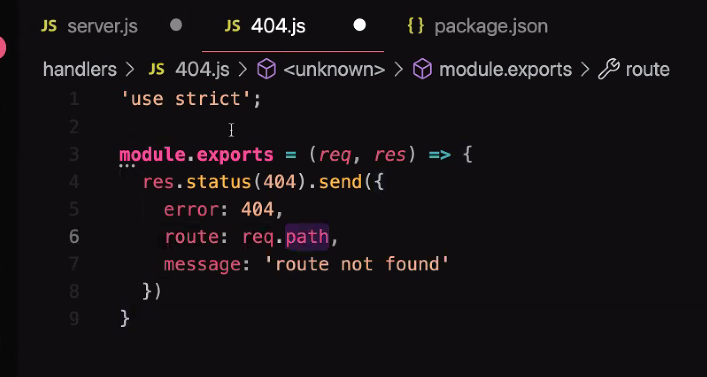 JS server.js JS 404.js {} package.json
handlers > JS 404.js > <unknown> > module.exports > route
1 'use strict';
2
3 module.exports = (req, res) => {
4 res.status(404).send({
5 error: 404,
6 route: req.path,
7 message: 'route not found'
8 })
9 }